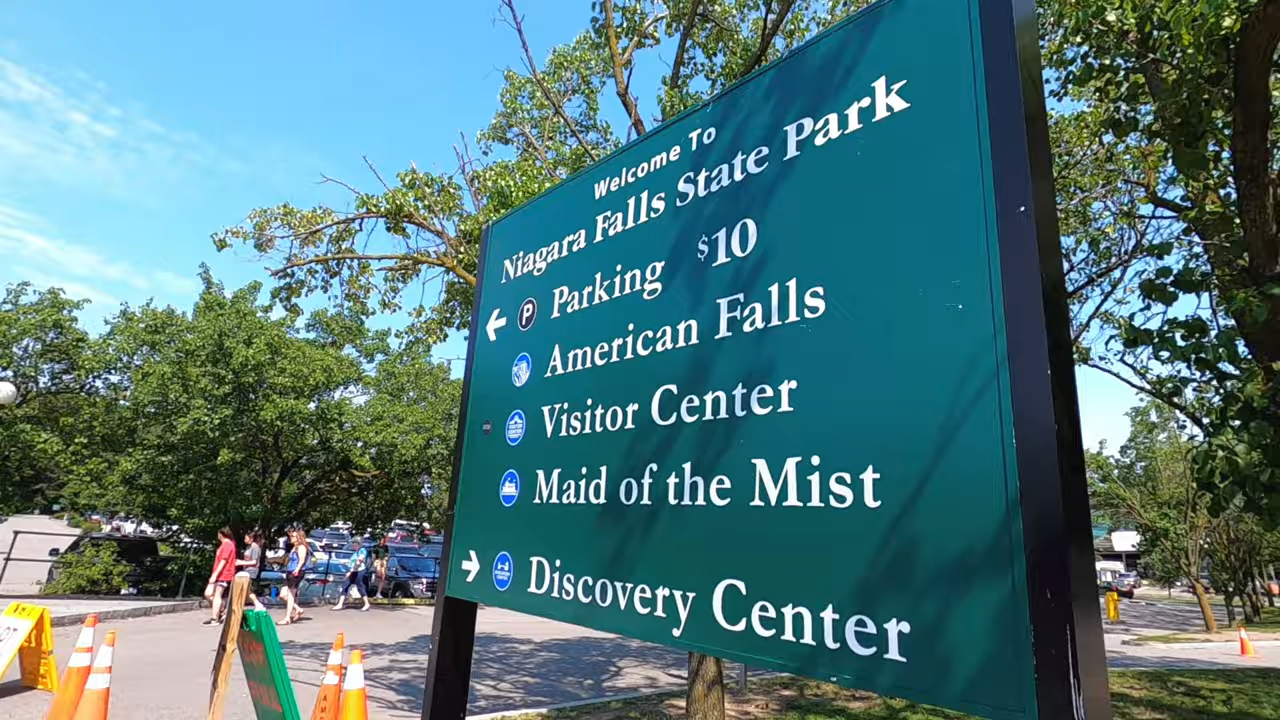 Welcome To
Niagara Falls State Park
P Parking $10
American Falls
Visitor Center
Maid of the Mist
Discovery Center